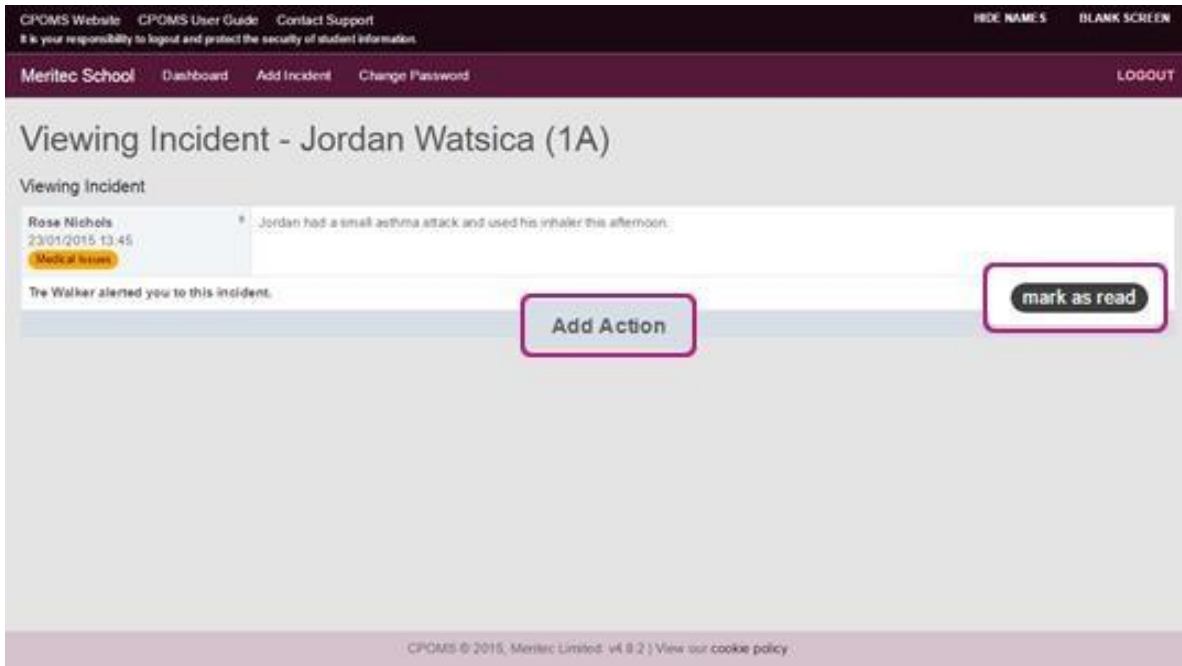 CPOMS Website CPOMS User Guide Contact Support HIDE NAMES BLANK SCREEN
It is your responsibility to logout and protect the security of student information.
Meritec School Dashboard Add Incident Change Password LOGOUT
Viewing Incident - Jordan Watsica (1A)
Viewing Incident
Rose Nichols Jordan had a small asthma attack and used his inhaler this afternoon.
23/01/2015 13:45
Medical Issues
Tre Walker alerted you to this incident. mark as read
Add Action
CPOMS © 2015, Meritec Limited. v4.8.2 | View our cookie policy